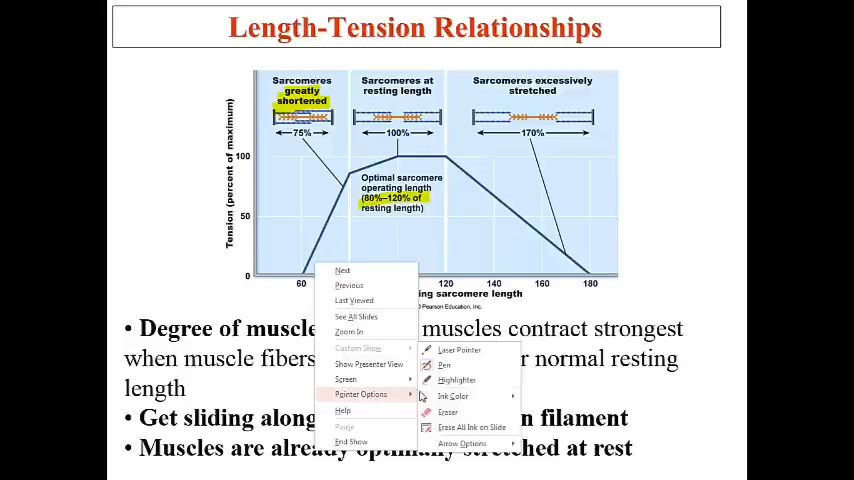 Length-Tension Relationships
Sarcomeres greatly shortened
Sarcomeres at resting length
Sarcomeres excessively stretched
75%
100%
170%
Tension (percent of maximum)
100
50
0
Optimal sarcomere
operating length
(80%–120% of
resting length)
60
120
140
160
180
ing sarcomere length
Pearson Education, Inc.
Next
Previous
Last Viewed
See All Slides
Zoom In
Custom Show
Show Presenter View
Screen
Pointer Options
Help
Pause
End Show
Laser Pointer
Pen
Highlighter
Ink Color
Eraser
Erase All Ink on Slide
Arrow Options
• Degree of muscle muscles contract strongest
when muscle fibers r normal resting
length
• Get sliding along n filament
• Muscles are already optimally stretched at rest